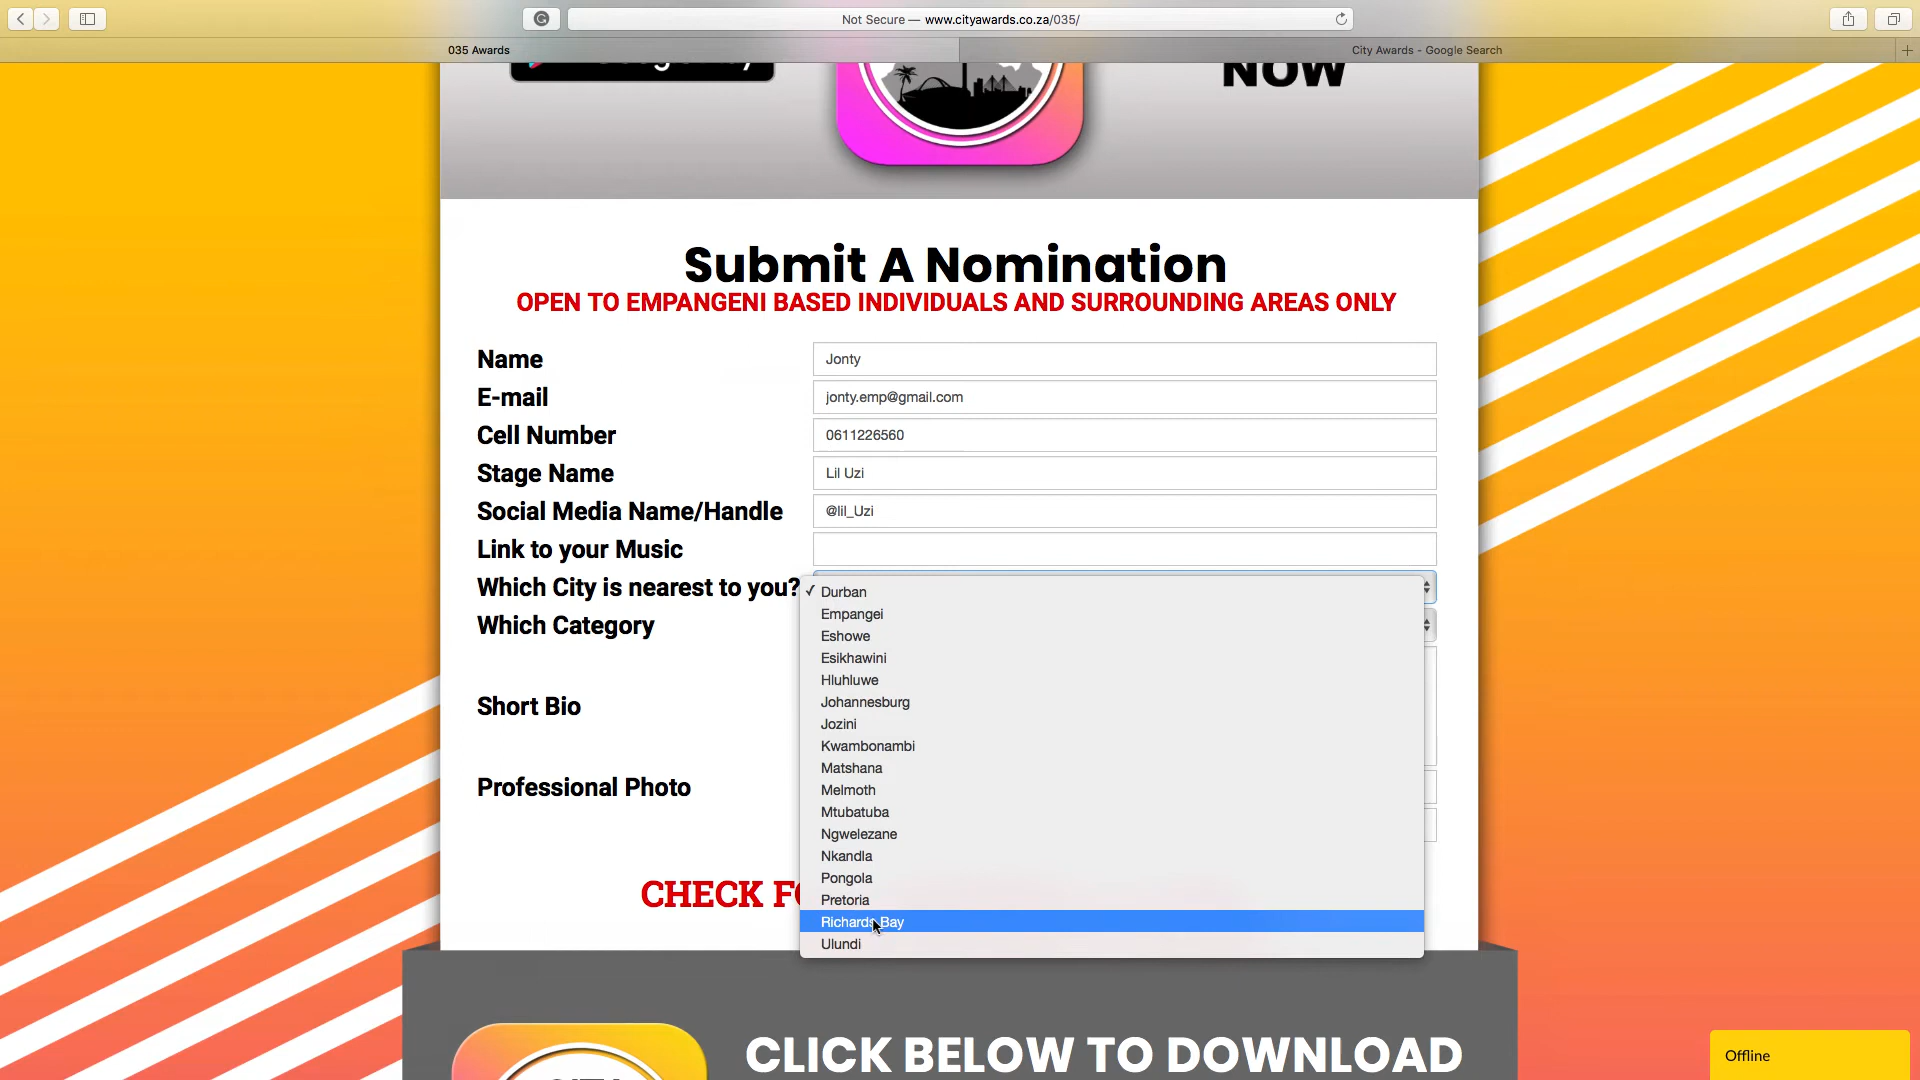 Not Secure — www.cityawards.co.za/035/
035 Awards
City Awards - Google Search
NOW
Submit A Nomination
OPEN TO EMPANGENI BASED INDIVIDUALS AND SURROUNDING AREAS ONLY
Name
Jonty
E-mail
jonty.emp@gmail.com
Cell Number
0611226560
Stage Name
Lil Uzi
Social Media Name/Handle
@lil_Uzi
Link to your Music
Which City is nearest to you?
✓ Durban
Empangei
Which Category
Eshowe
Esikhawini
Hluhluwe
Johannesburg
Short Bio
Jozini
Kwambonambi
Matshana
Professional Photo
Melmoth
Mtubatuba
Ngwelezane
Nkandla
Pongola
CHECK
Pretoria
Richards Bay
Ulundi
CLICK BELOW TO DOWNLOAD
Offline